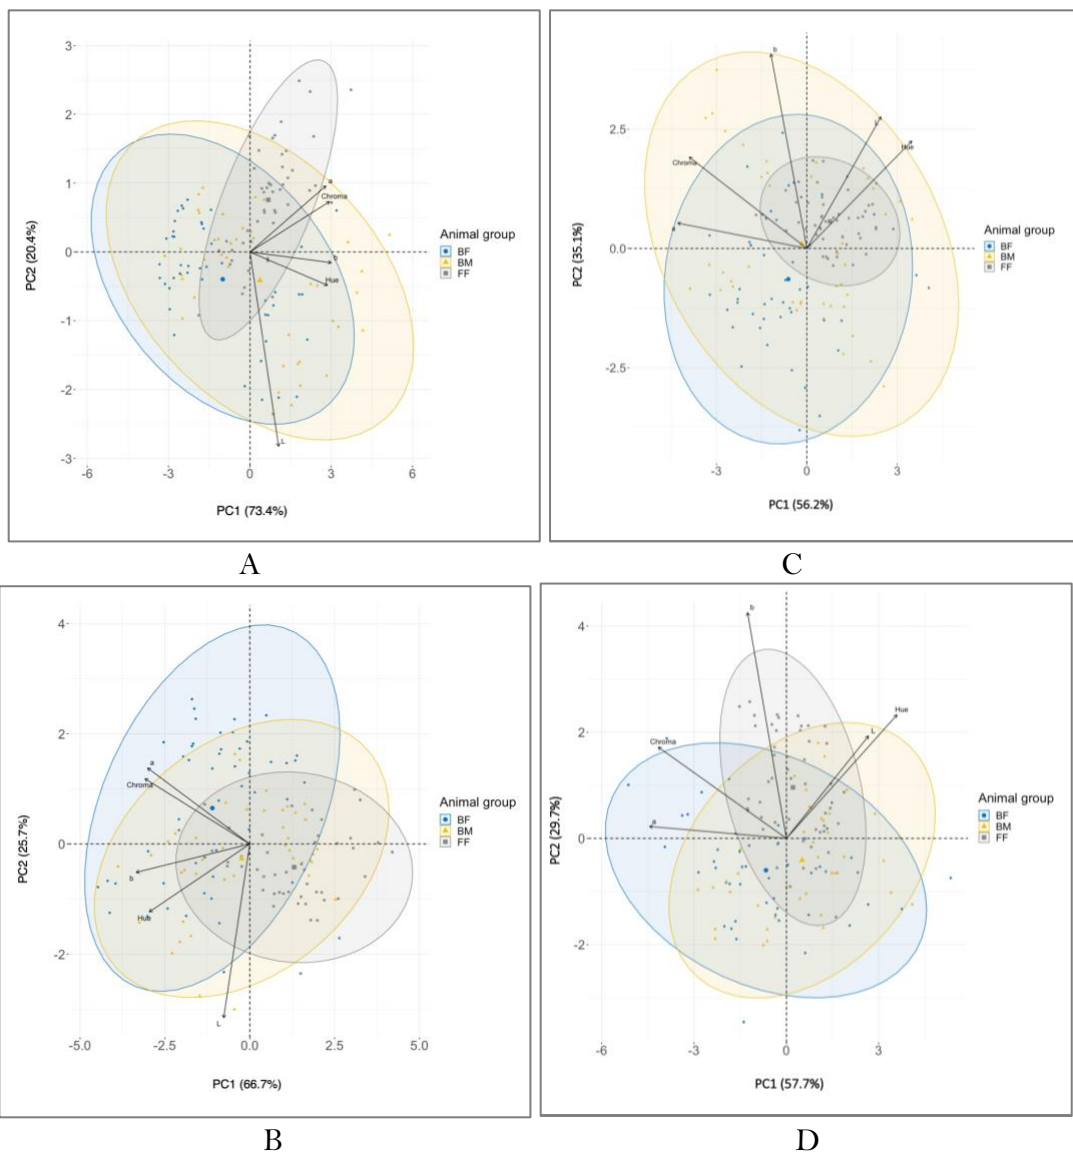 3
2
1
0
-1
-2
-3
PC2 (20.4%)
a
Chroma
b
Hue
L
-6 -3 0 3 6
PC1 (73.4%)
Animal group
BF
BM
FF
A
2.5
0.0
-2.5
PC2 (35.1%)
b
L
Hue
Chroma
a
-3 0 3
PC1 (56.2%)
Animal group
BF
BM
FF
C
4
2
0
-2
PC2 (25.7%)
a
Chroma
b
Hue
L
-5.0 -2.5 0.0 2.5 5.0
PC1 (66.7%)
Animal group
BF
BM
FF
B
4
2
0
-2
PC2 (29.7%)
b
Hue
L
Chroma
a
-6 -3 0 3
PC1 (57.7%)
Animal group
BF
BM
FF
D